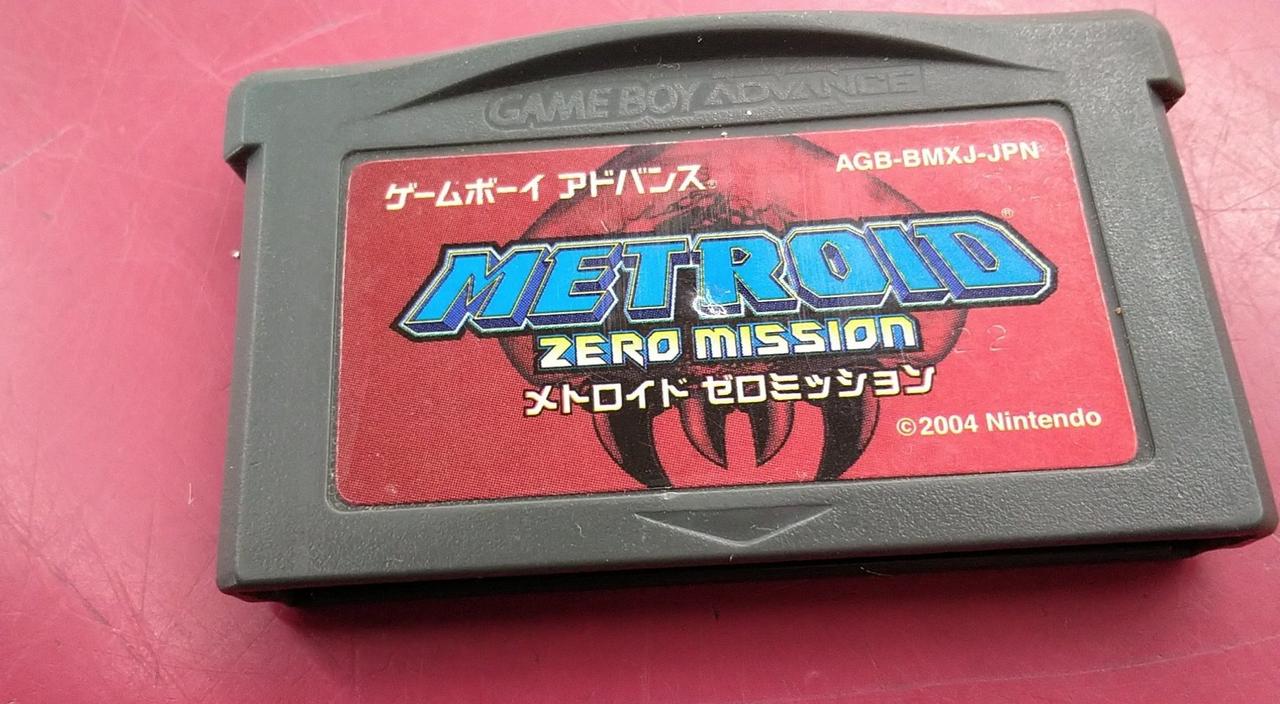 GAME BOY ADVANCE
ゲームボーイ アドバンス®
AGB-BMXJ-JPN
METROID®
ZERO MISSION
22
メトロイド ゼロミッション
©2004 Nintendo